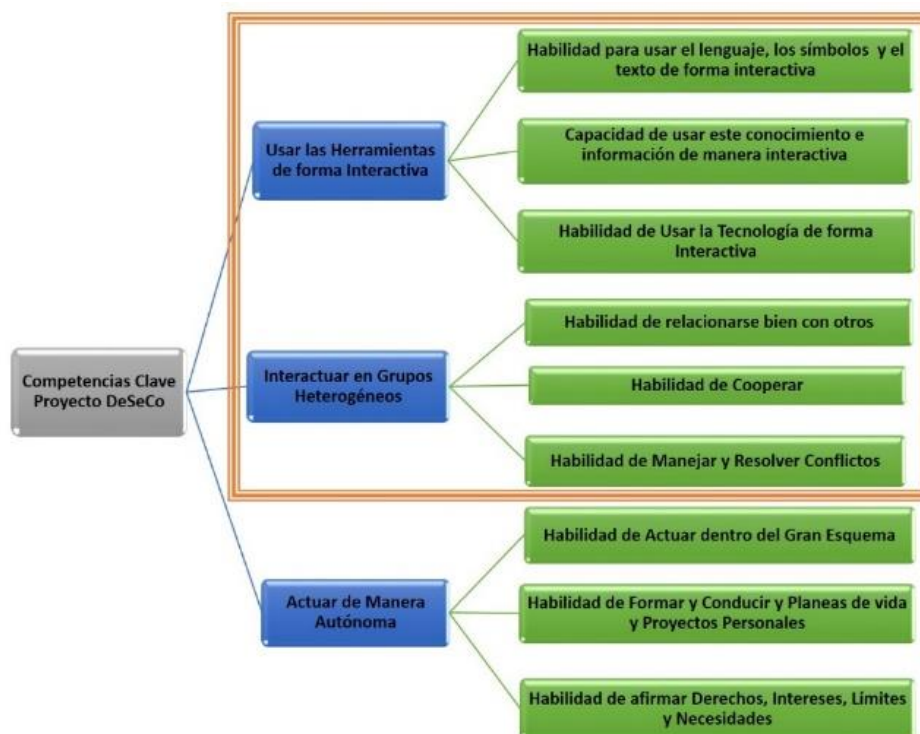 Habilidad para usar el lenguaje, los símbolos y el
texto de forma interactiva
Usar las Herramientas
de forma Interactiva
Capacidad de usar este conocimiento e
información de manera interactiva
Habilidad de Usar la Tecnología de forma
Interactiva
Habilidad de relacionarse bien con otros
Competencias Clave
Proyecto DeSeCo
Interactuar en Grupos
Heterogéneos
Habilidad de Cooperar
Habilidad de Manejar y Resolver Conflictos
Habilidad de Actuar dentro del Gran Esquema
Actuar de Manera
Autónoma
Habilidad de Formar y Conducir y Planeas de vida
y Proyectos Personales
Habilidad de afirmar Derechos, Intereses, Límites
y Necesidades